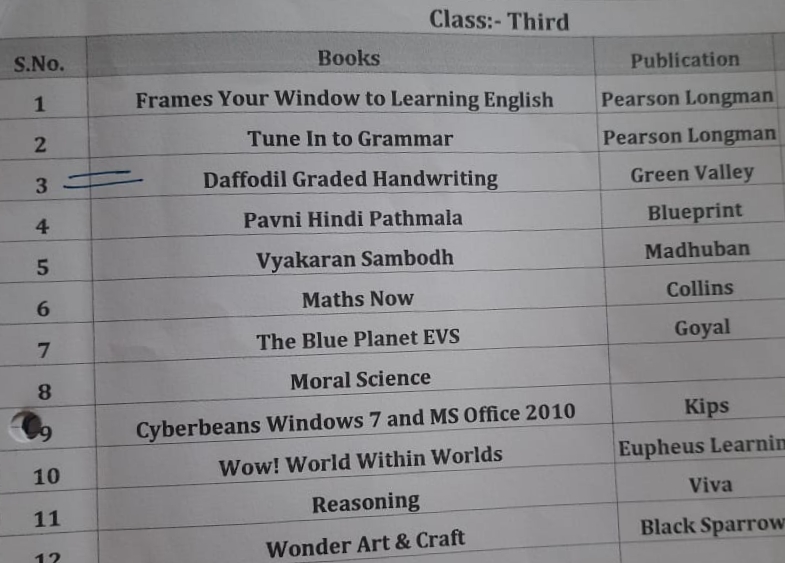 Class:- Third
S.No. Books Publication
1 Frames Your Window to Learning English Pearson Longman
2 Tune In to Grammar Pearson Longman
3 Daffodil Graded Handwriting Green Valley
4 Pavni Hindi Pathmala Blueprint
5 Vyakaran Sambodh Madhuban
6 Maths Now Collins
7 The Blue Planet EVS Goyal
8 Moral Science
9 Cyberbeans Windows 7 and MS Office 2010 Kips
10 Wow! World Within Worlds Eupheus Learnin
11 Reasoning Viva
12 Wonder Art & Craft Black Sparrow